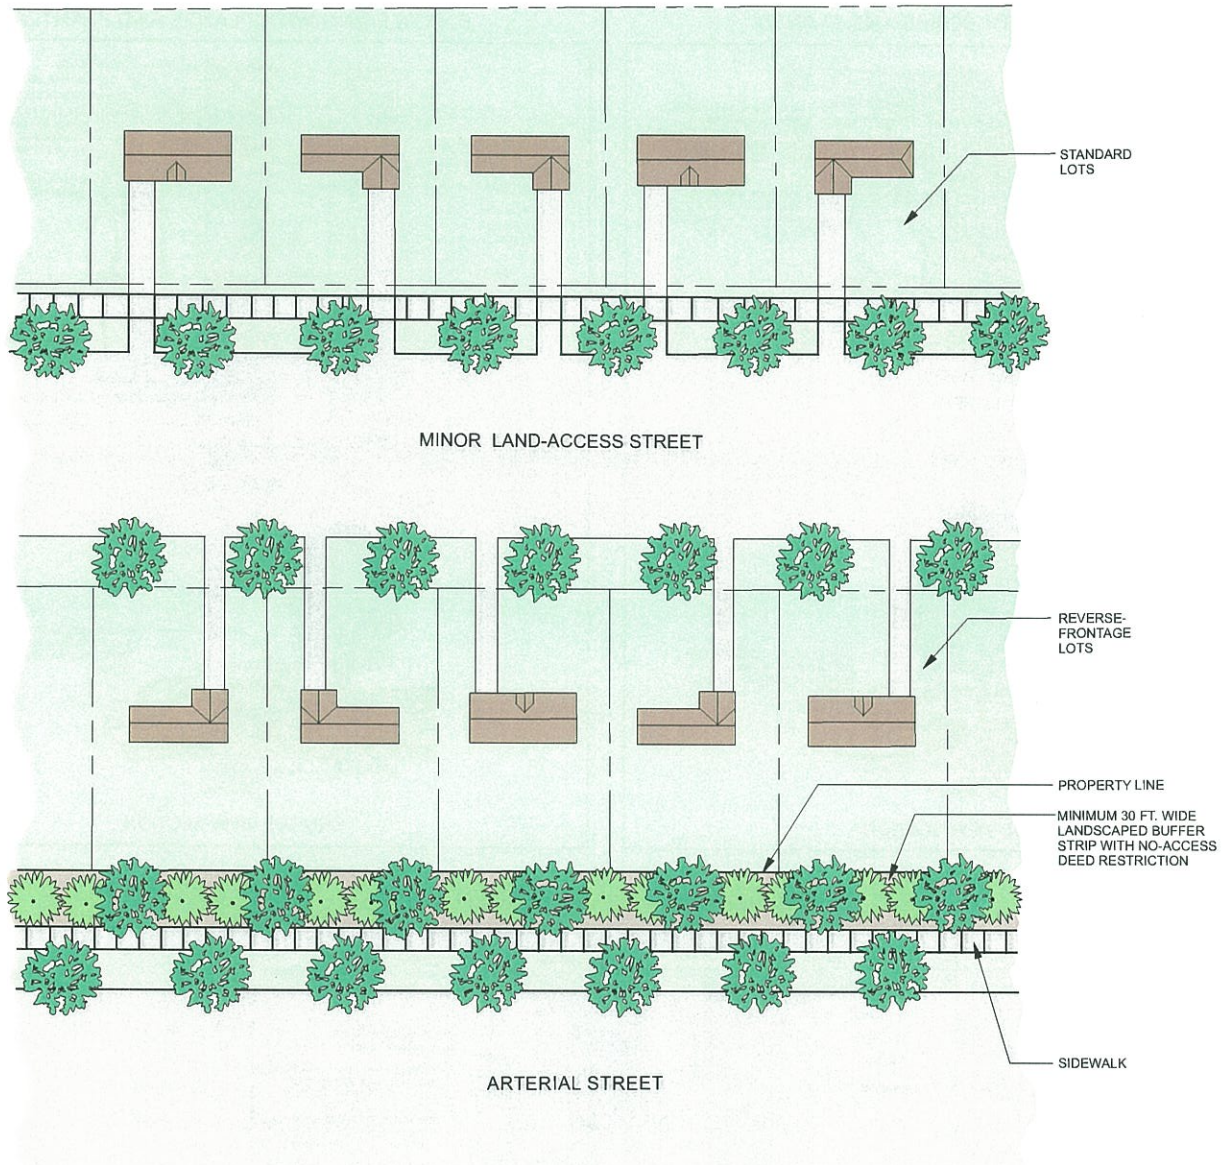 STANDARD
LOTS
MINOR LAND-ACCESS STREET
REVERSE-
FRONTAGE
LOTS
PROPERTY LINE
MINIMUM 30 FT. WIDE
LANDSCAPED BUFFER
STRIP WITH NO-ACCESS
DEED RESTRICTION
SIDEWALK
ARTERIAL STREET